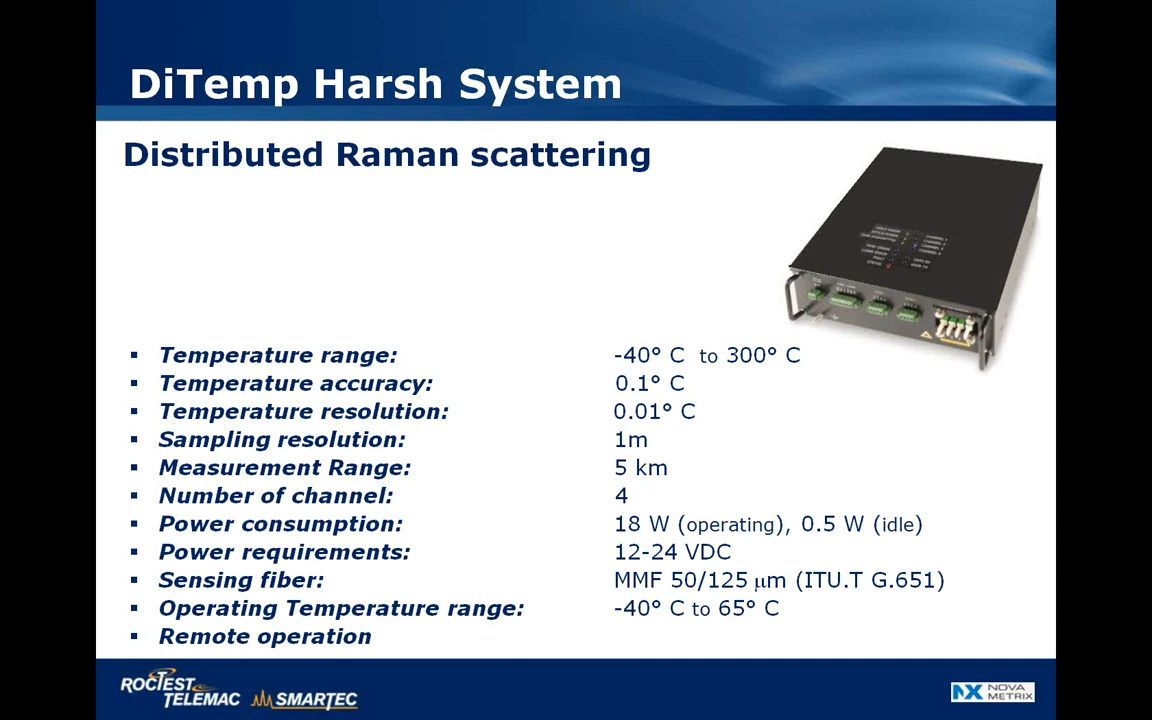 DiTemp Harsh System
Distributed Raman scattering
▪ Temperature range: -40° C to 300° C
▪ Temperature accuracy: 0.1° C
▪ Temperature resolution: 0.01° C
▪ Sampling resolution: 1m
▪ Measurement Range: 5 km
▪ Number of channel: 4
▪ Power consumption: 18 W (operating), 0.5 W (idle)
▪ Power requirements: 12-24 VDC
▪ Sensing fiber: MMF 50/125 µm (ITU.T G.651)
▪ Operating Temperature range: -40° C to 65° C
▪ Remote operation
ROCTEST
TELEMAC
SMARTEC
NOVA
METRIX